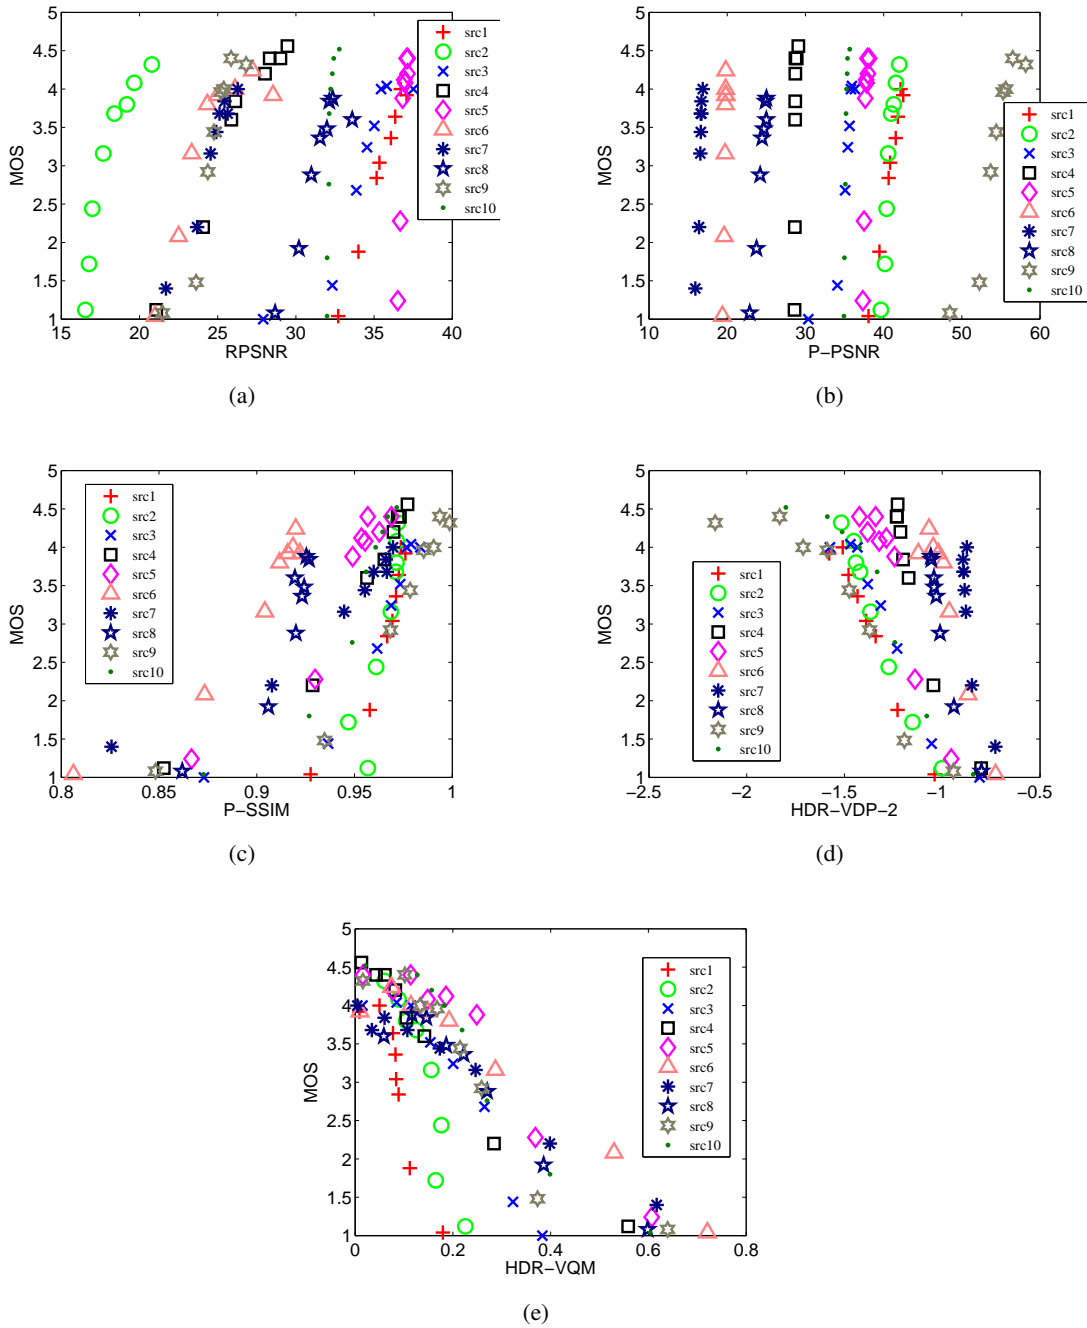 5
4.5
4
3.5
3
2.5
2
1.5
1
MOS
15 20 25 30 35 40
RPSNR
src1
src2
src3
src4
src5
src6
src7
src8
src9
src10
(a)
5
4.5
4
3.5
3
2.5
2
1.5
1
MOS
10 20 30 40 50 60
P−PSNR
src1
src2
src3
src4
src5
src6
src7
src8
src9
src10
(b)
5
4.5
4
3.5
3
2.5
2
1.5
1
MOS
0.8 0.85 0.9 0.95 1
P−SSIM
src1
src2
src3
src4
src5
src6
src7
src8
src9
src10
(c)
5
4.5
4
3.5
3
2.5
2
1.5
1
MOS
−2.5 −2 −1.5 −1 −0.5
HDR−VDP−2
src1
src2
src3
src4
src5
src6
src7
src8
src9
src10
(d)
5
4.5
4
3.5
3
2.5
2
1.5
1
MOS
0 0.2 0.4 0.6 0.8
HDR−VQM
src1
src2
src3
src4
src5
src6
src7
src8
src9
src10
(e)